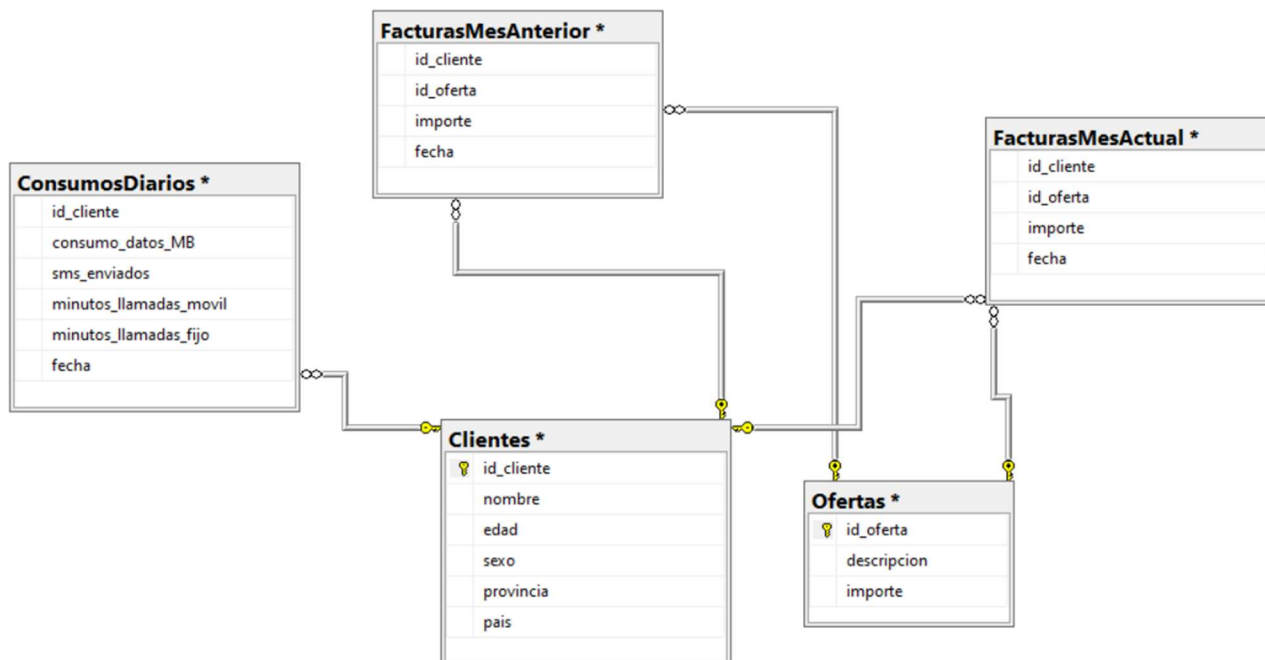 FacturasMesAnterior *
id_cliente
id_oferta
importe
fecha
FacturasMesActual *
id_cliente
id_oferta
importe
fecha
ConsumosDiarios *
id_cliente
consumo_datos_MB
sms_enviados
minutos_llamadas_movil
minutos_llamadas_fijo
fecha
Clientes *
id_cliente
nombre
edad
sexo
provincia
pais
Ofertas *
id_oferta
descripcion
importe